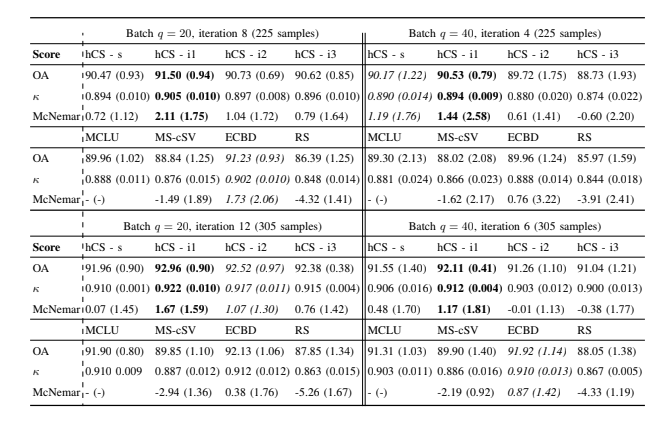 Batch q = 20, iteration 8 (225 samples) Batch q = 40, iteration 4 (225 samples)
Score hCS - s hCS - i1 hCS - i2 hCS - i3 hCS - s hCS - i1 hCS - i2 hCS - i3
OA 90.47 (0.93) 91.50 (0.94) 90.73 (0.69) 90.62 (0.85) 90.17 (1.22) 90.53 (0.79) 89.72 (1.75) 88.73 (1.93)
κ 0.894 (0.010) 0.905 (0.010) 0.897 (0.008) 0.896 (0.010) 0.890 (0.014) 0.894 (0.009) 0.880 (0.020) 0.874 (0.022)
McNemar 0.72 (1.12) 2.11 (1.75) 1.04 (1.72) 0.79 (1.64) 1.19 (1.76) 1.44 (2.58) 0.61 (1.41) -0.60 (2.20)
MCLU MS-cSV ECBD RS MCLU MS-cSV ECBD RS
OA 89.96 (1.02) 88.84 (1.25) 91.23 (0.93) 86.39 (1.25) 89.30 (2.13) 88.02 (2.08) 89.96 (1.24) 85.97 (1.59)
κ 0.888 (0.011) 0.876 (0.015) 0.902 (0.010) 0.848 (0.014) 0.881 (0.024) 0.866 (0.023) 0.888 (0.014) 0.844 (0.018)
McNemar - (-) -1.49 (1.89) 1.73 (2.06) -4.32 (1.41) - (-) -1.62 (2.17) 0.76 (3.22) -3.91 (2.41)
Batch q = 20, iteration 12 (305 samples) Batch q = 40, iteration 6 (305 samples)
Score hCS - s hCS - i1 hCS - i2 hCS - i3 hCS - s hCS - i1 hCS - i2 hCS - i3
OA 91.96 (0.90) 92.96 (0.90) 92.52 (0.97) 92.38 (0.38) 91.55 (1.40) 92.11 (0.41) 91.26 (1.10) 91.04 (1.21)
κ 0.910 (0.001) 0.922 (0.010) 0.917 (0.011) 0.915 (0.004) 0.906 (0.016) 0.912 (0.004) 0.903 (0.012) 0.900 (0.013)
McNemar 0.07 (1.45) 1.67 (1.59) 1.07 (1.30) 0.76 (1.42) 0.48 (1.70) 1.17 (1.81) -0.01 (1.13) -0.38 (1.77)
MCLU MS-cSV ECBD RS MCLU MS-cSV ECBD RS
OA 91.90 (0.80) 89.85 (1.10) 92.13 (1.06) 87.85 (1.34) 91.31 (1.03) 89.90 (1.40) 91.92 (1.14) 88.05 (1.38)
κ 0.910 0.009 0.887 (0.012) 0.912 (0.012) 0.863 (0.015) 0.903 (0.011) 0.886 (0.016) 0.910 (0.013) 0.867 (0.005)
McNemar - (-) -2.94 (1.36) 0.38 (1.76) -5.26 (1.67) - (-) -2.19 (0.92) 0.87 (1.42) -4.33 (1.19)